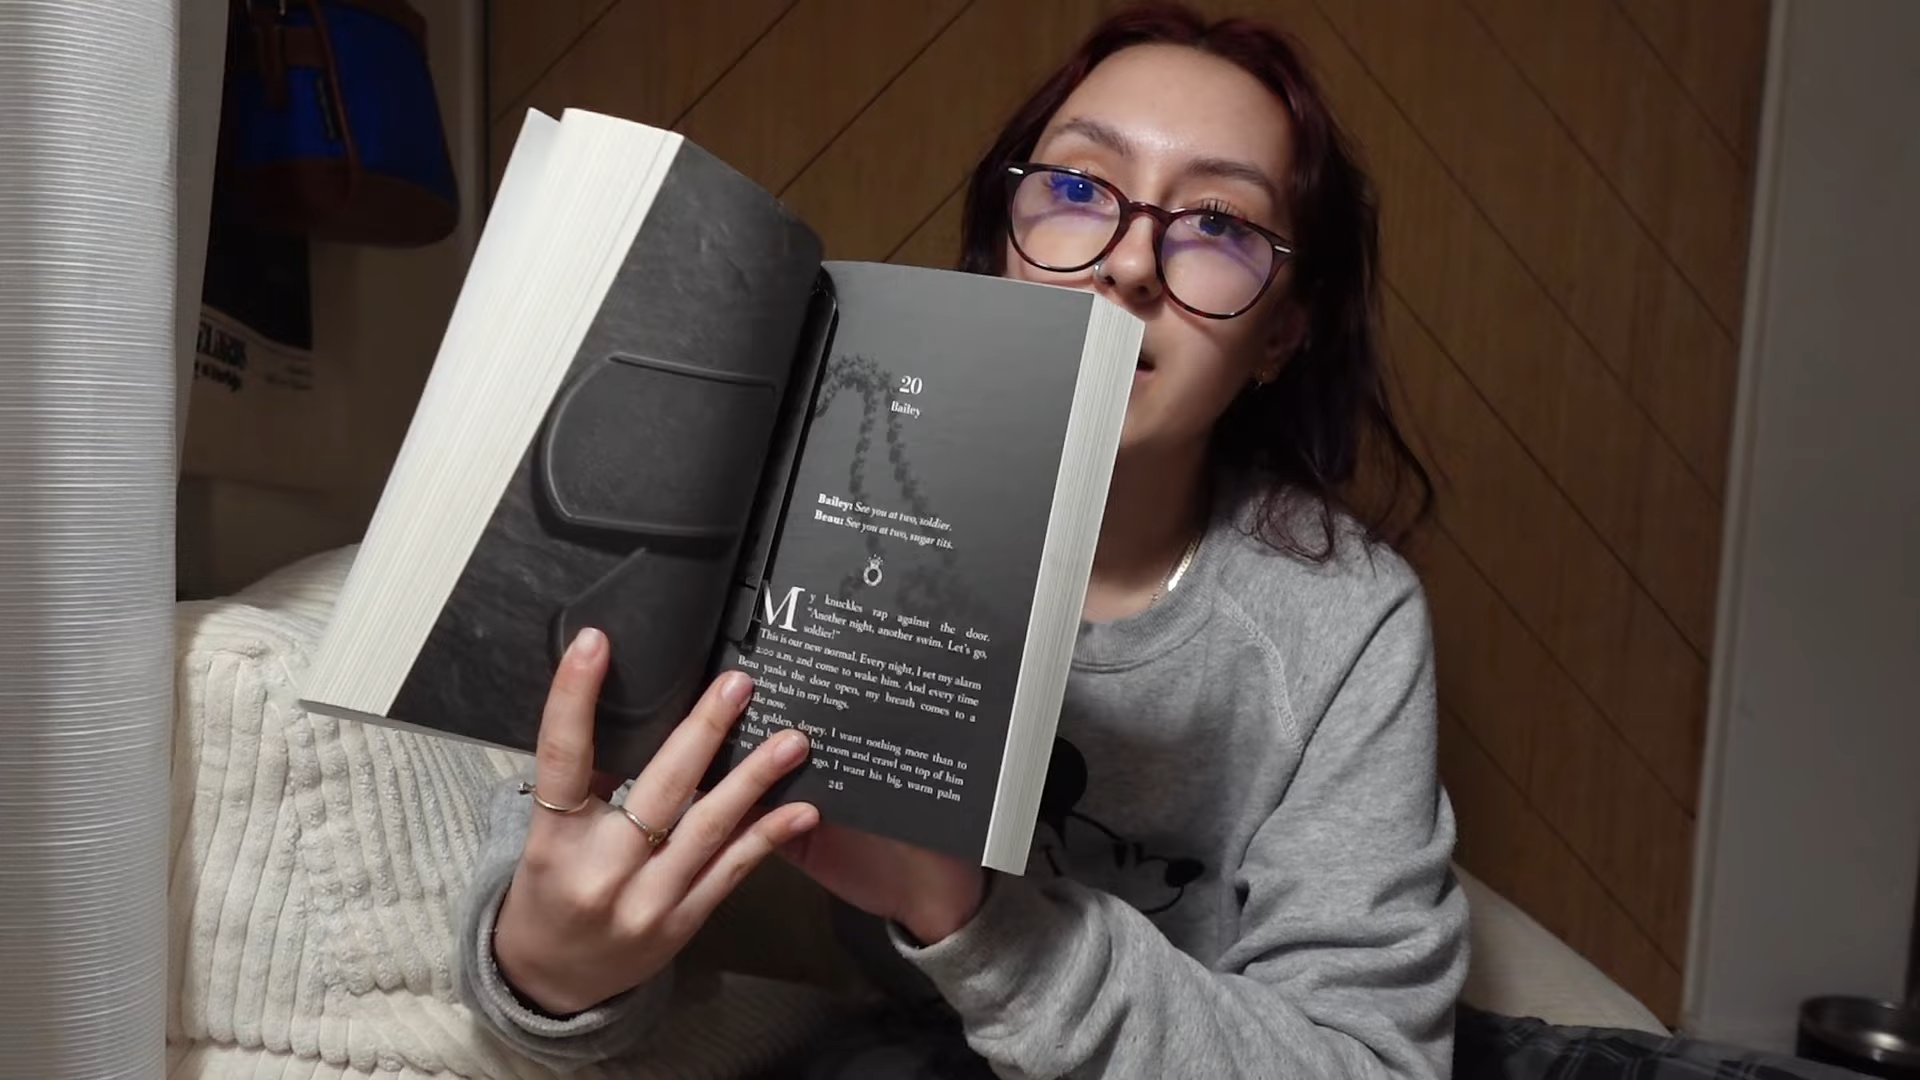 20
Bailey
Bailey: See you at two, soldier.
Beau: See you at two, sugar tits.
My knuckles rap against the door.
"Another night, another swim. Let's go,
soldier!"
This is our new normal. Every night, I set my alarm
2:00 a.m. and come to wake him. And every time
Beau yanks the door open, my breath comes to a
halt in my lungs.
now.
golden, dopey. I want nothing more than to
him his room and crawl on top of him
we ago. I want his big, warm palm
245